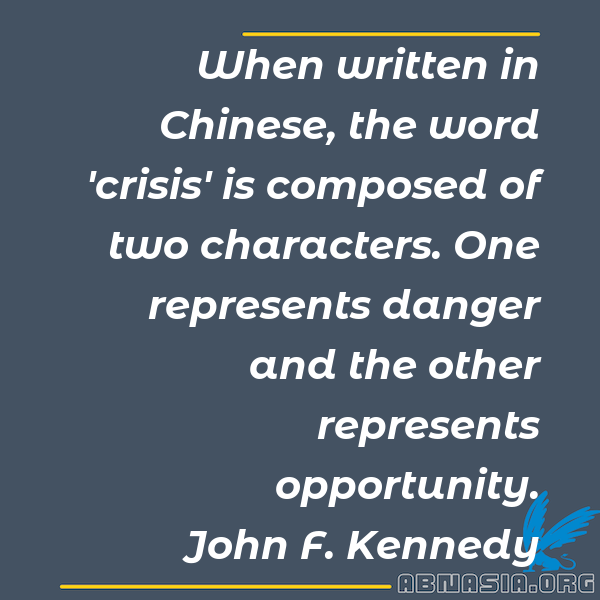 When written in
Chinese, the word
'crisis' is composed of
two characters. One
represents danger
and the other
represents
opportunity.
John F. Kennedy
ABNASIA.ORG